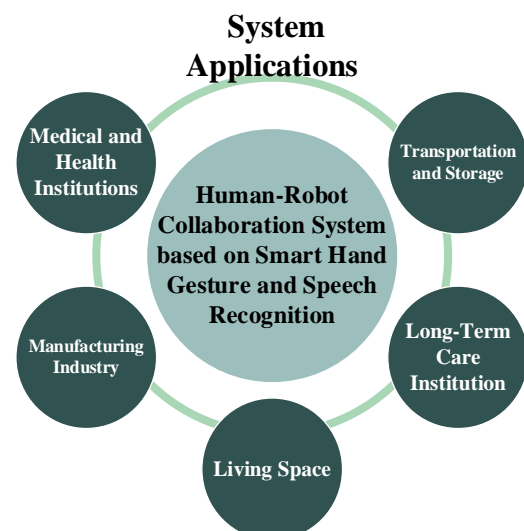 System
Applications
Medical and
Health
Institutions
Transportation
and Storage
Human-Robot
Collaboration System
based on Smart Hand
Gesture and Speech
Recognition
Manufacturing
Industry
Long-Term
Care
Institution
Living Space